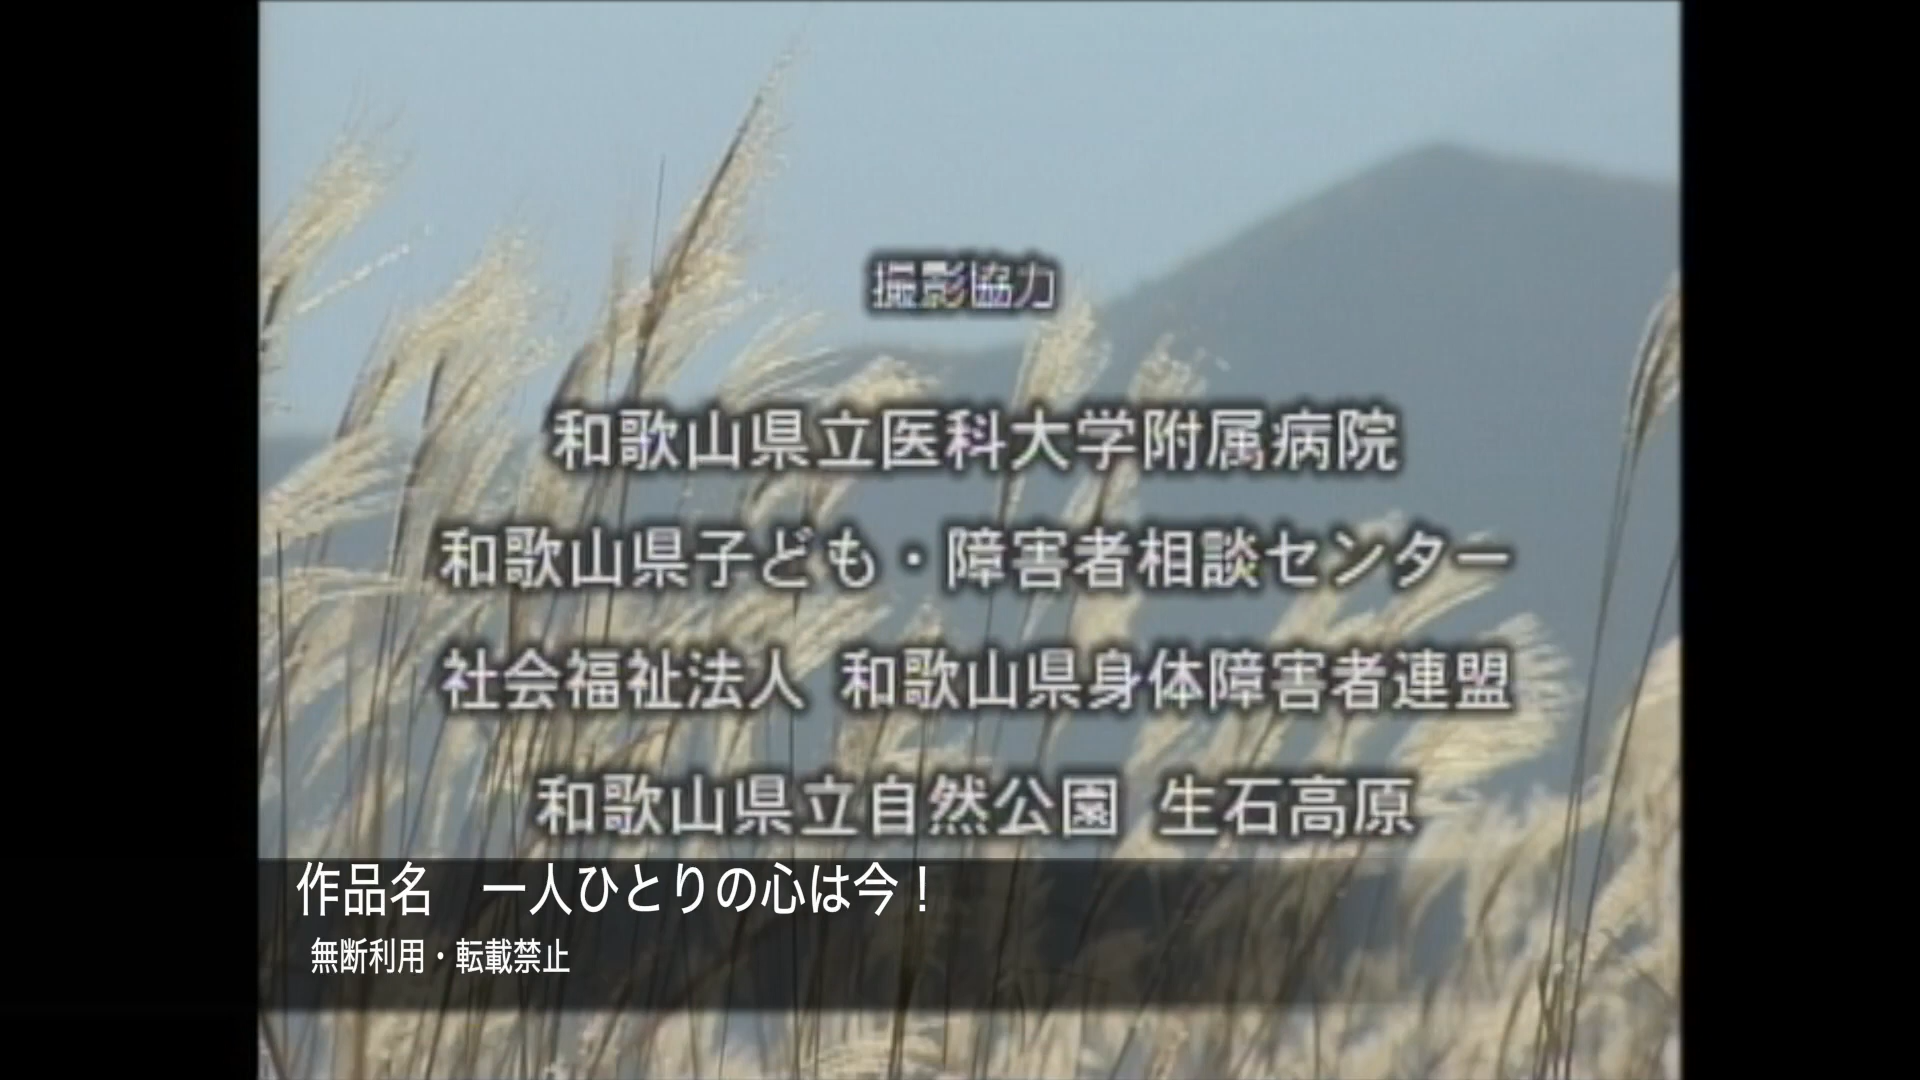 撮影協力
和歌山県立医科大学附属病院
和歌山県子ども・障害者相談センター
社会福祉法人 和歌山県身体障害者連盟
和歌山県立自然公園 生石高原
作品名　一人ひとりの心は今！
無断利用・転載禁止